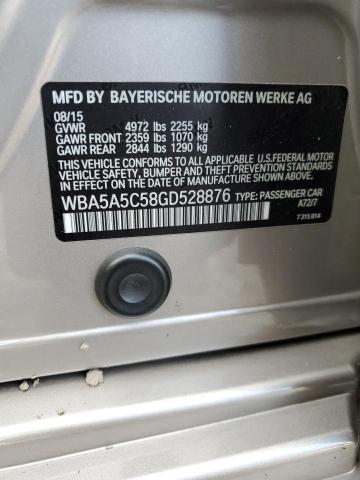 MFD BY BAYERISCHE MOTOREN WERKE AG
08/15
GVWR 4972 lbs 2255 kg
GAWR FRONT 2359 lbs 1070 kg
GAWR REAR 2844 lbs 1290 kg
THIS VEHICLE CONFORMS TO ALL APPLICABLE U.S.FEDERAL MOTOR
VEHICLE SAFETY, BUMPER AND THEFT PREVENTION STANDARDS
IN EFFECT ON THE DATE OF MANUFACTURE SHOWN ABOVE.
WBA5A5C58GD528876 TYPE: PASSENGER CAR
A72/7
7315814